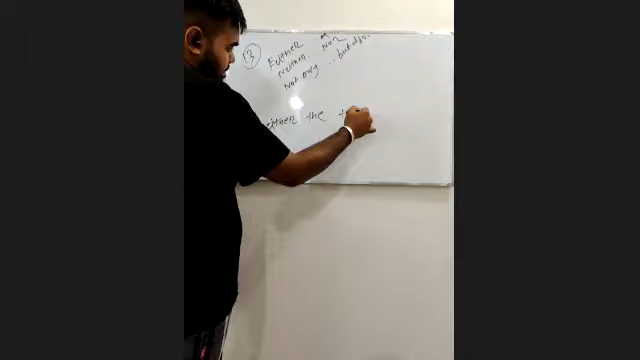 13 Either or
Neither Nor
Not only .. but also.
either the